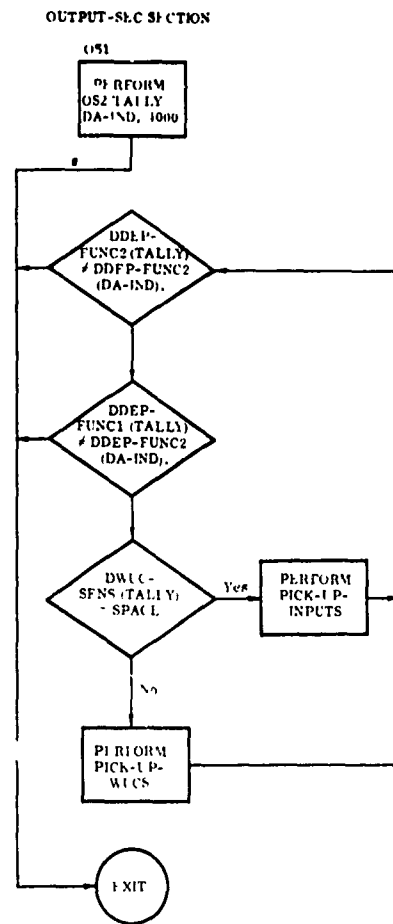 OUTPUT-SEC SECTION
OS1
PERFORM
OS2 TALLY
DA-IND, 4000
DDEP-
FUNC2 (TALLY)
≠ DDEP-FUNC2
(DA-IND).
DDEP-
FUNC1 (TALLY)
≠ DDEP-FUNC2
(DA-IND).
DWUC-
SENS (TALLY)
= SPACE
Yes
PERFORM
PICK-UP-
INPUTS
No
PERFORM
PICK-UP-
WUCS
EXIT